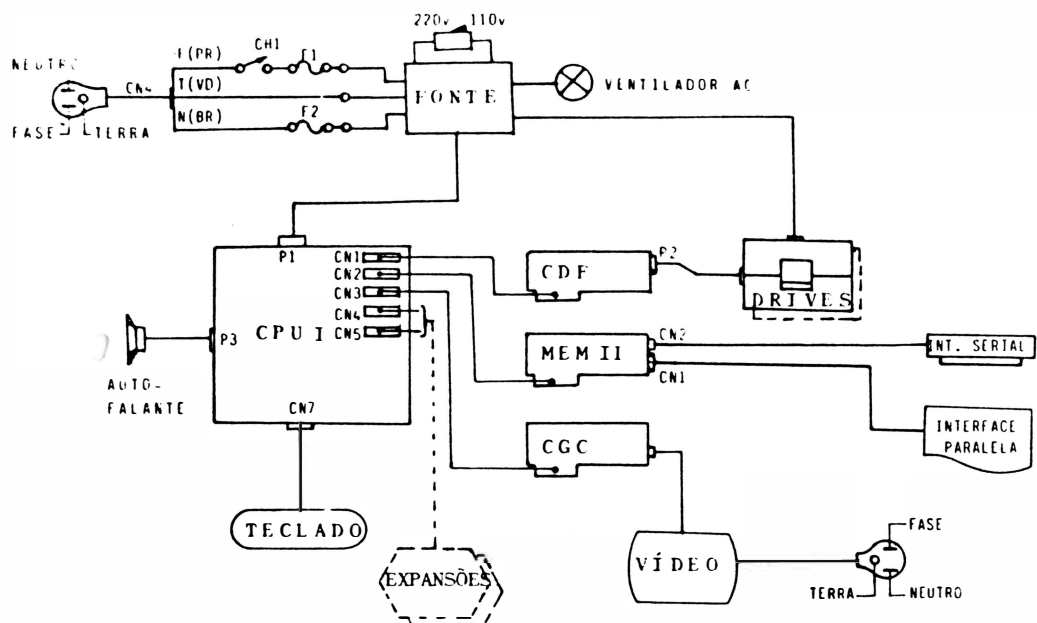 220v 110v
F(PR) CH1 F1
NEUTRO
CN4
T(VD)
FONTE
VENTILADOR AC
N(BR) F2
FASE TERRA
P1
CN1
CN2
CN3
CN4
CN5
CPU I
P3
CN7
CDF
P2
DRIVES
MEM II
CN2
CN1
INT. SERIAL
AUTO-
FALANTE
INTERFACE
PARALELA
CGC
TECLADO
EXPANSÕES
VÍDEO
FASE
TERRA
NEUTRO